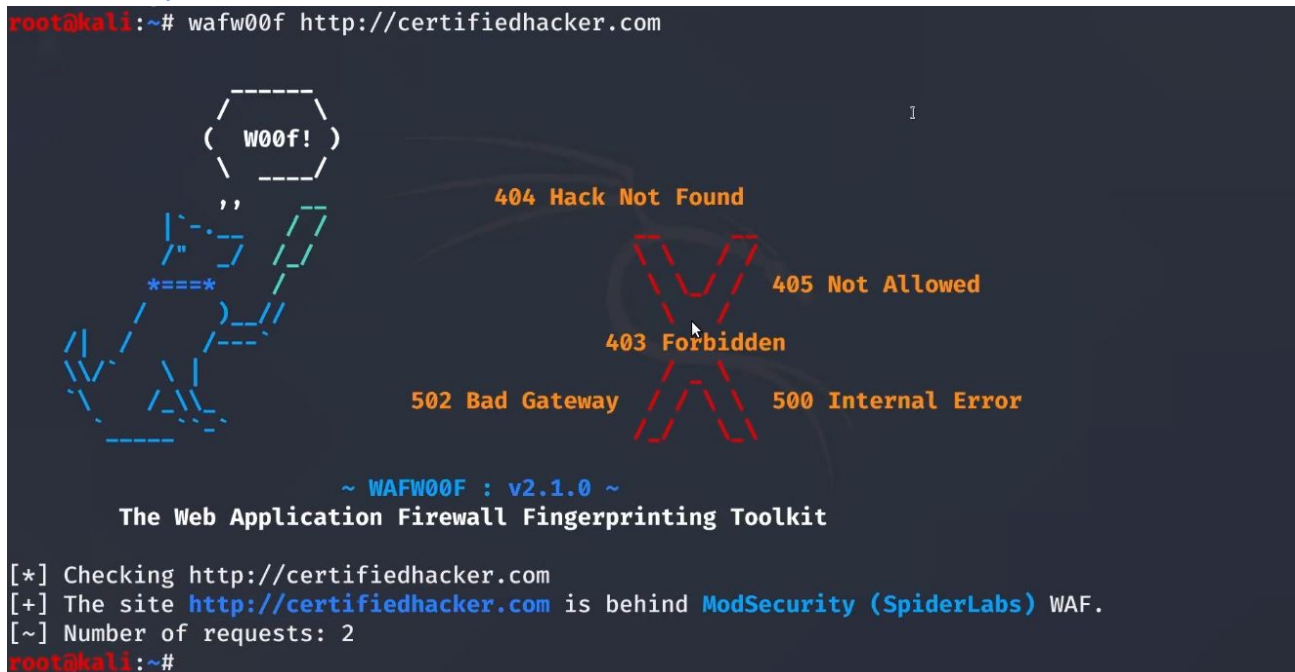 root@kali:~# wafw00f http://certifiedhacker.com
W00f!
404 Hack Not Found
405 Not Allowed
403 Forbidden
502 Bad Gateway
500 Internal Error
~ WAFW00F : v2.1.0 ~
The Web Application Firewall Fingerprinting Toolkit
[*] Checking http://certifiedhacker.com
[+] The site http://certifiedhacker.com is behind ModSecurity (SpiderLabs) WAF.
[~] Number of requests: 2
root@kali:~#